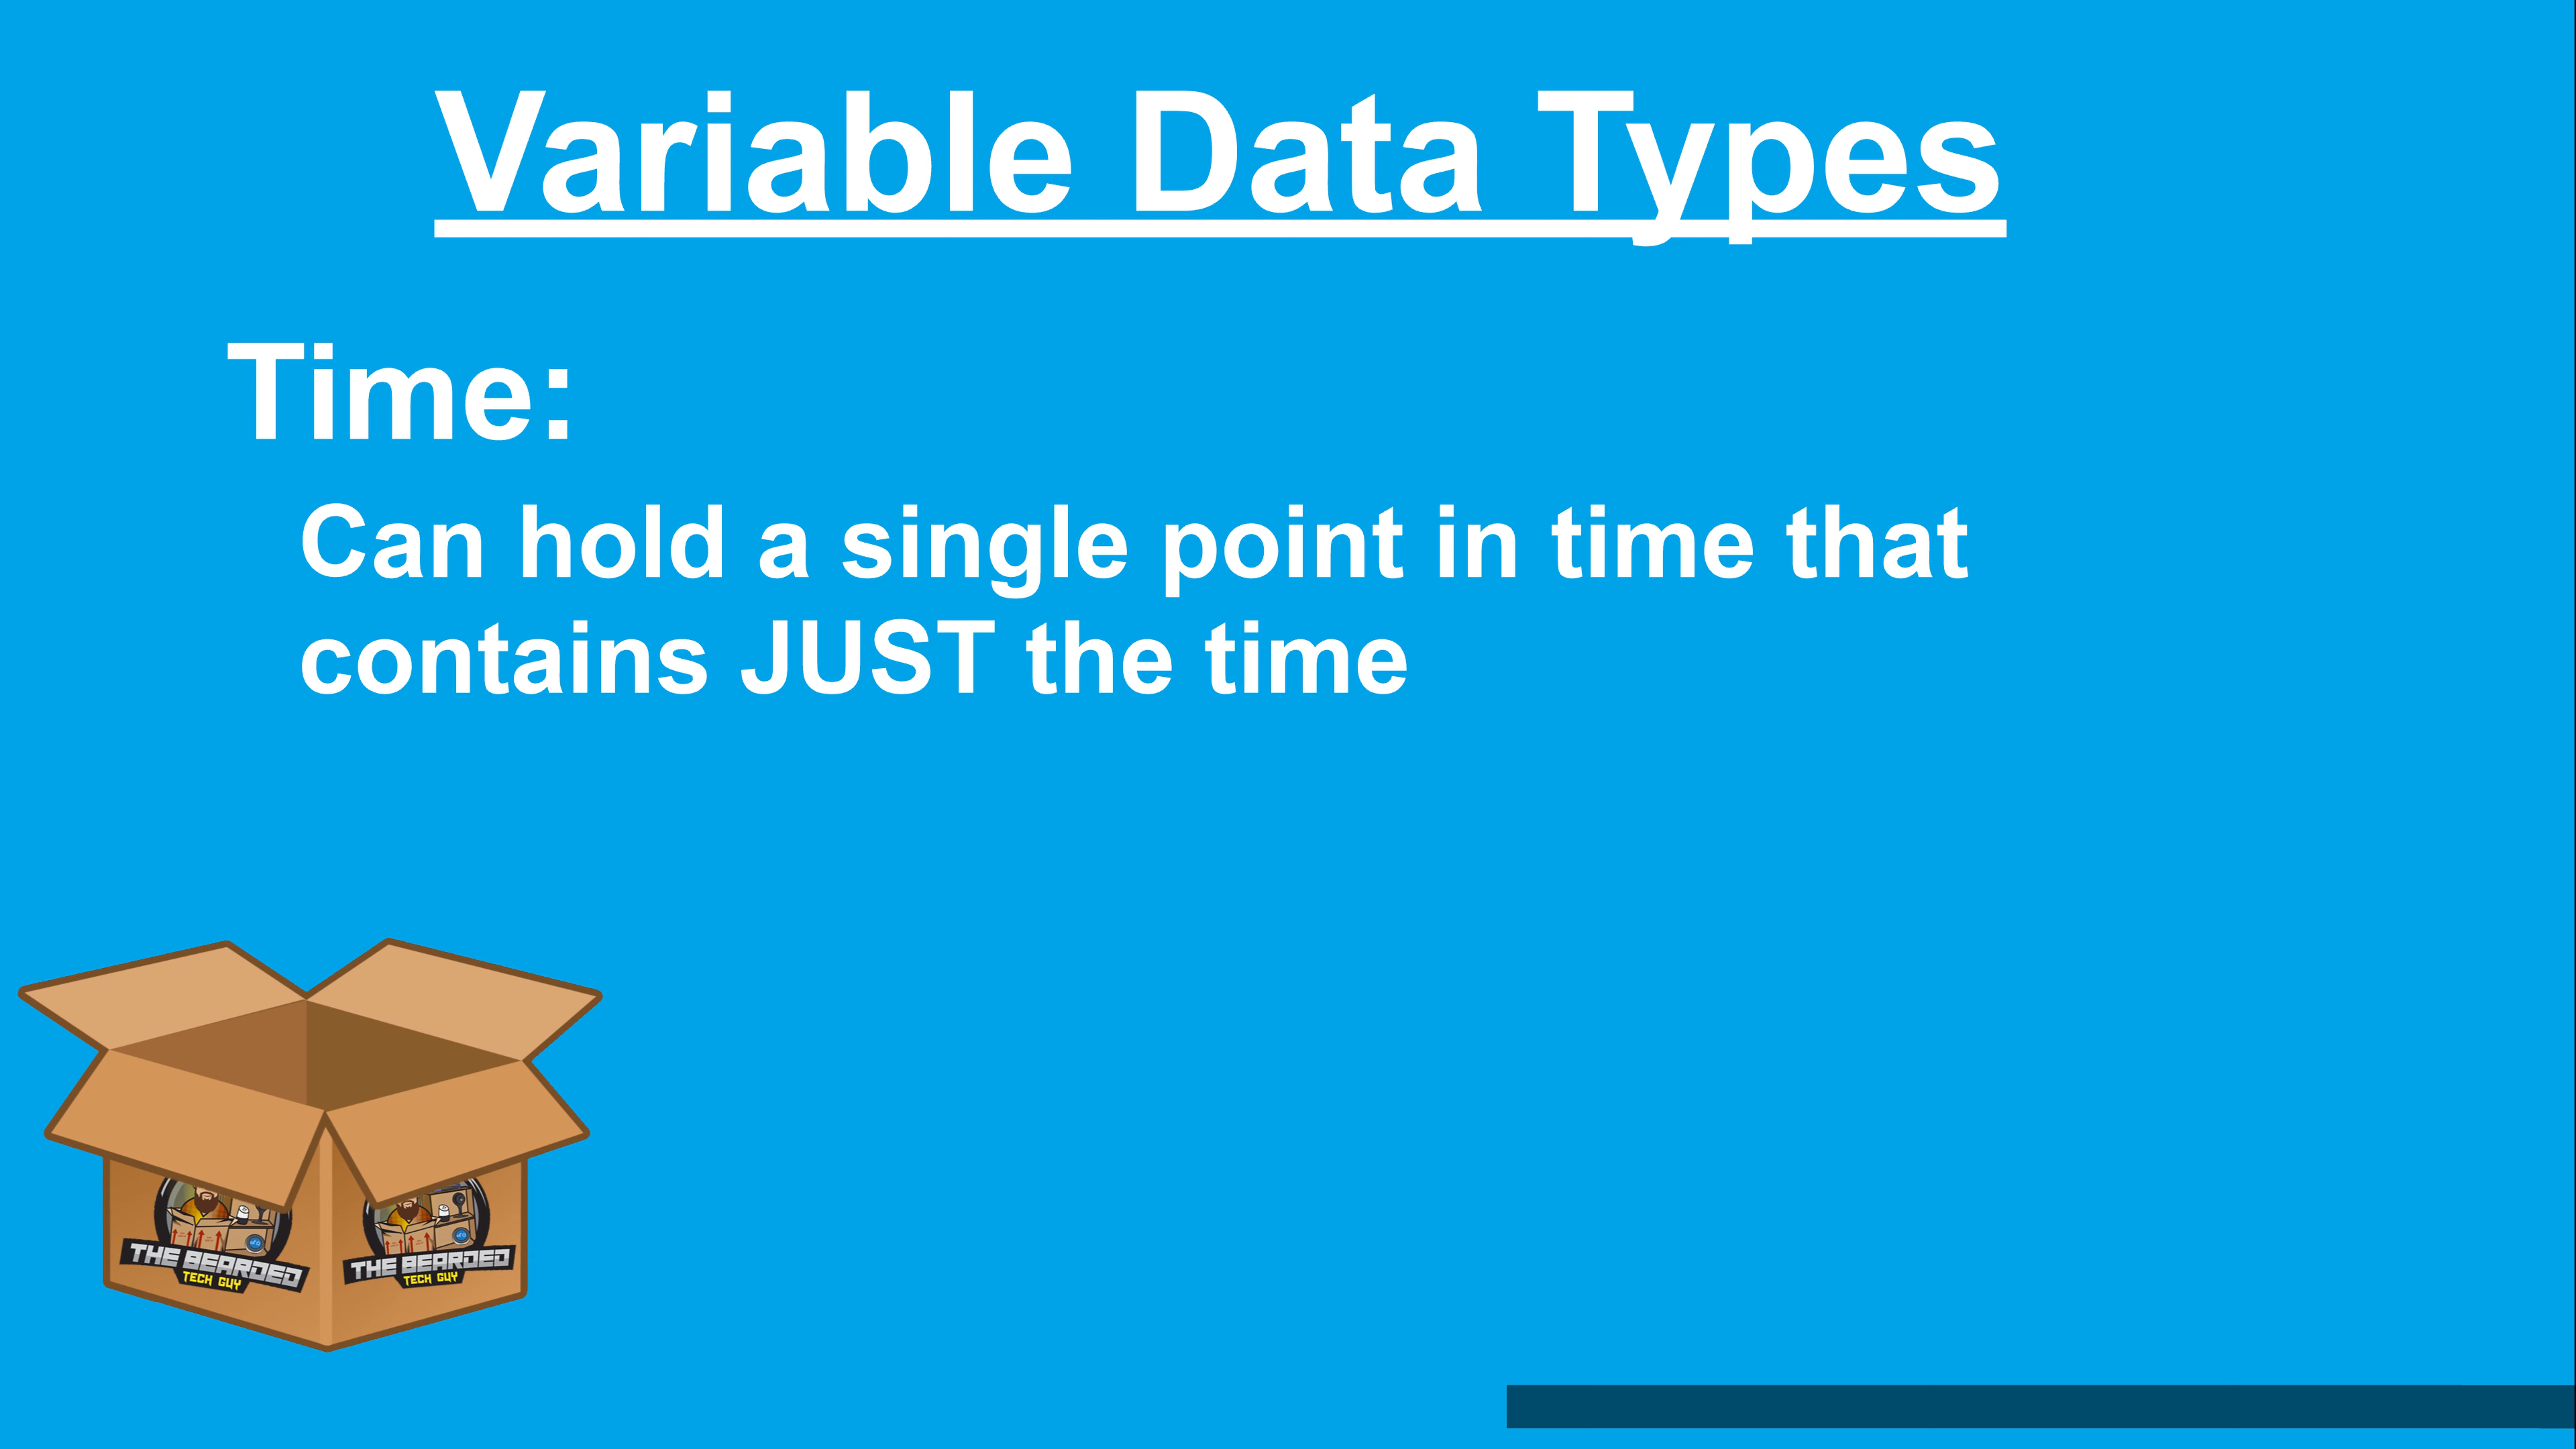 Variable Data Types
Time:
Can hold a single point in time that
contains JUST the time
THE BEARDED
TECH GUY
THE BEARDED
TECH GUY